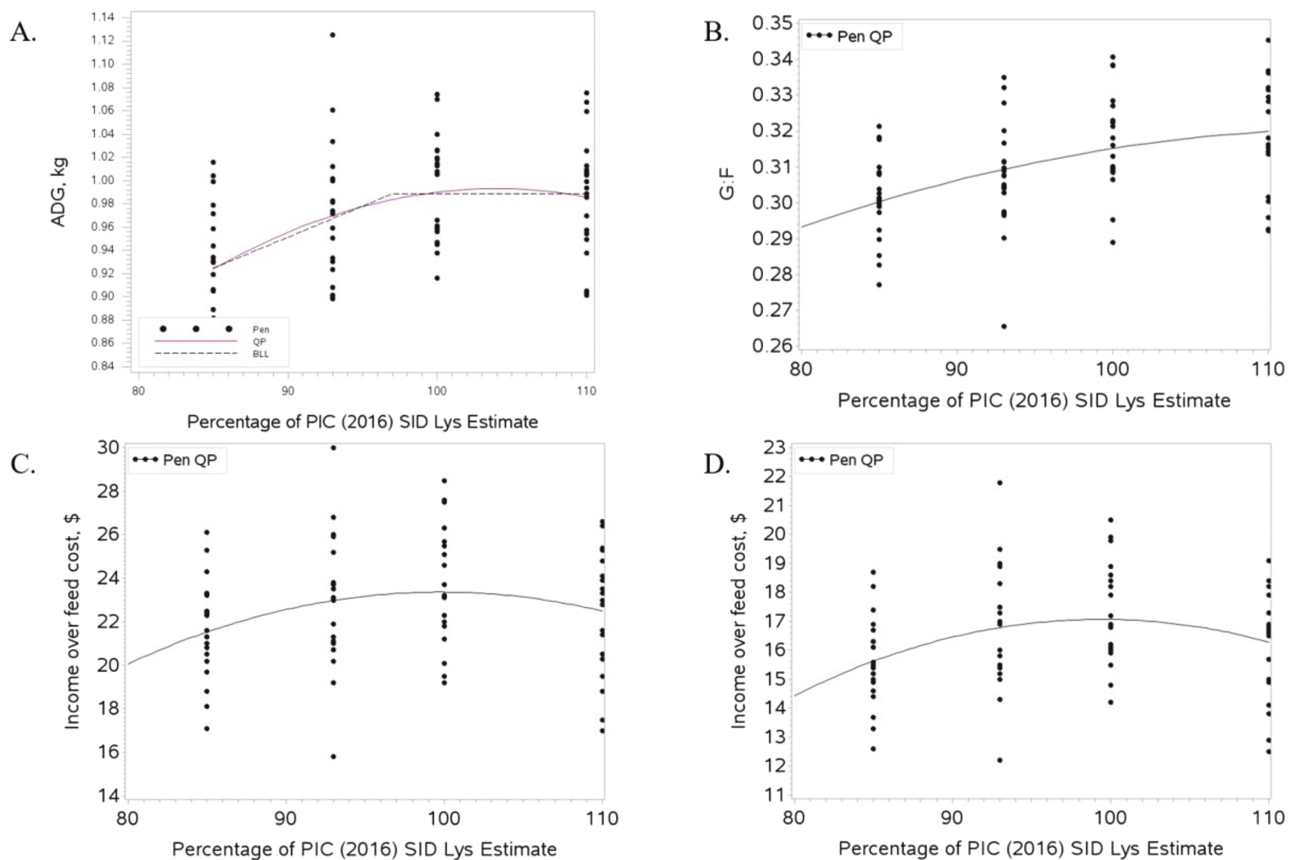 A.
1.14
1.12
1.10
1.08
1.06
1.04
1.02
1.00
0.98
0.96
0.94
0.92
0.90
0.88
0.86
0.84
ADG, kg
Pen
QP
BLL
80 90 100 110
Percentage of PIC (2016) SID Lys Estimate
B.
Pen QP
0.35
0.34
0.33
0.32
0.31
0.30
0.29
0.28
0.27
0.26
G:F
80 90 100 110
Percentage of PIC (2016) SID Lys Estimate
C.
Pen QP
30
28
26
24
22
20
18
16
14
Income over feed cost, $
80 90 100 110
Percentage of PIC (2016) SID Lys Estimate
D.
Pen QP
23
22
21
20
19
18
17
16
15
14
13
12
11
Income over feed cost, $
80 90 100 110
Percentage of PIC (2016) SID Lys Estimate